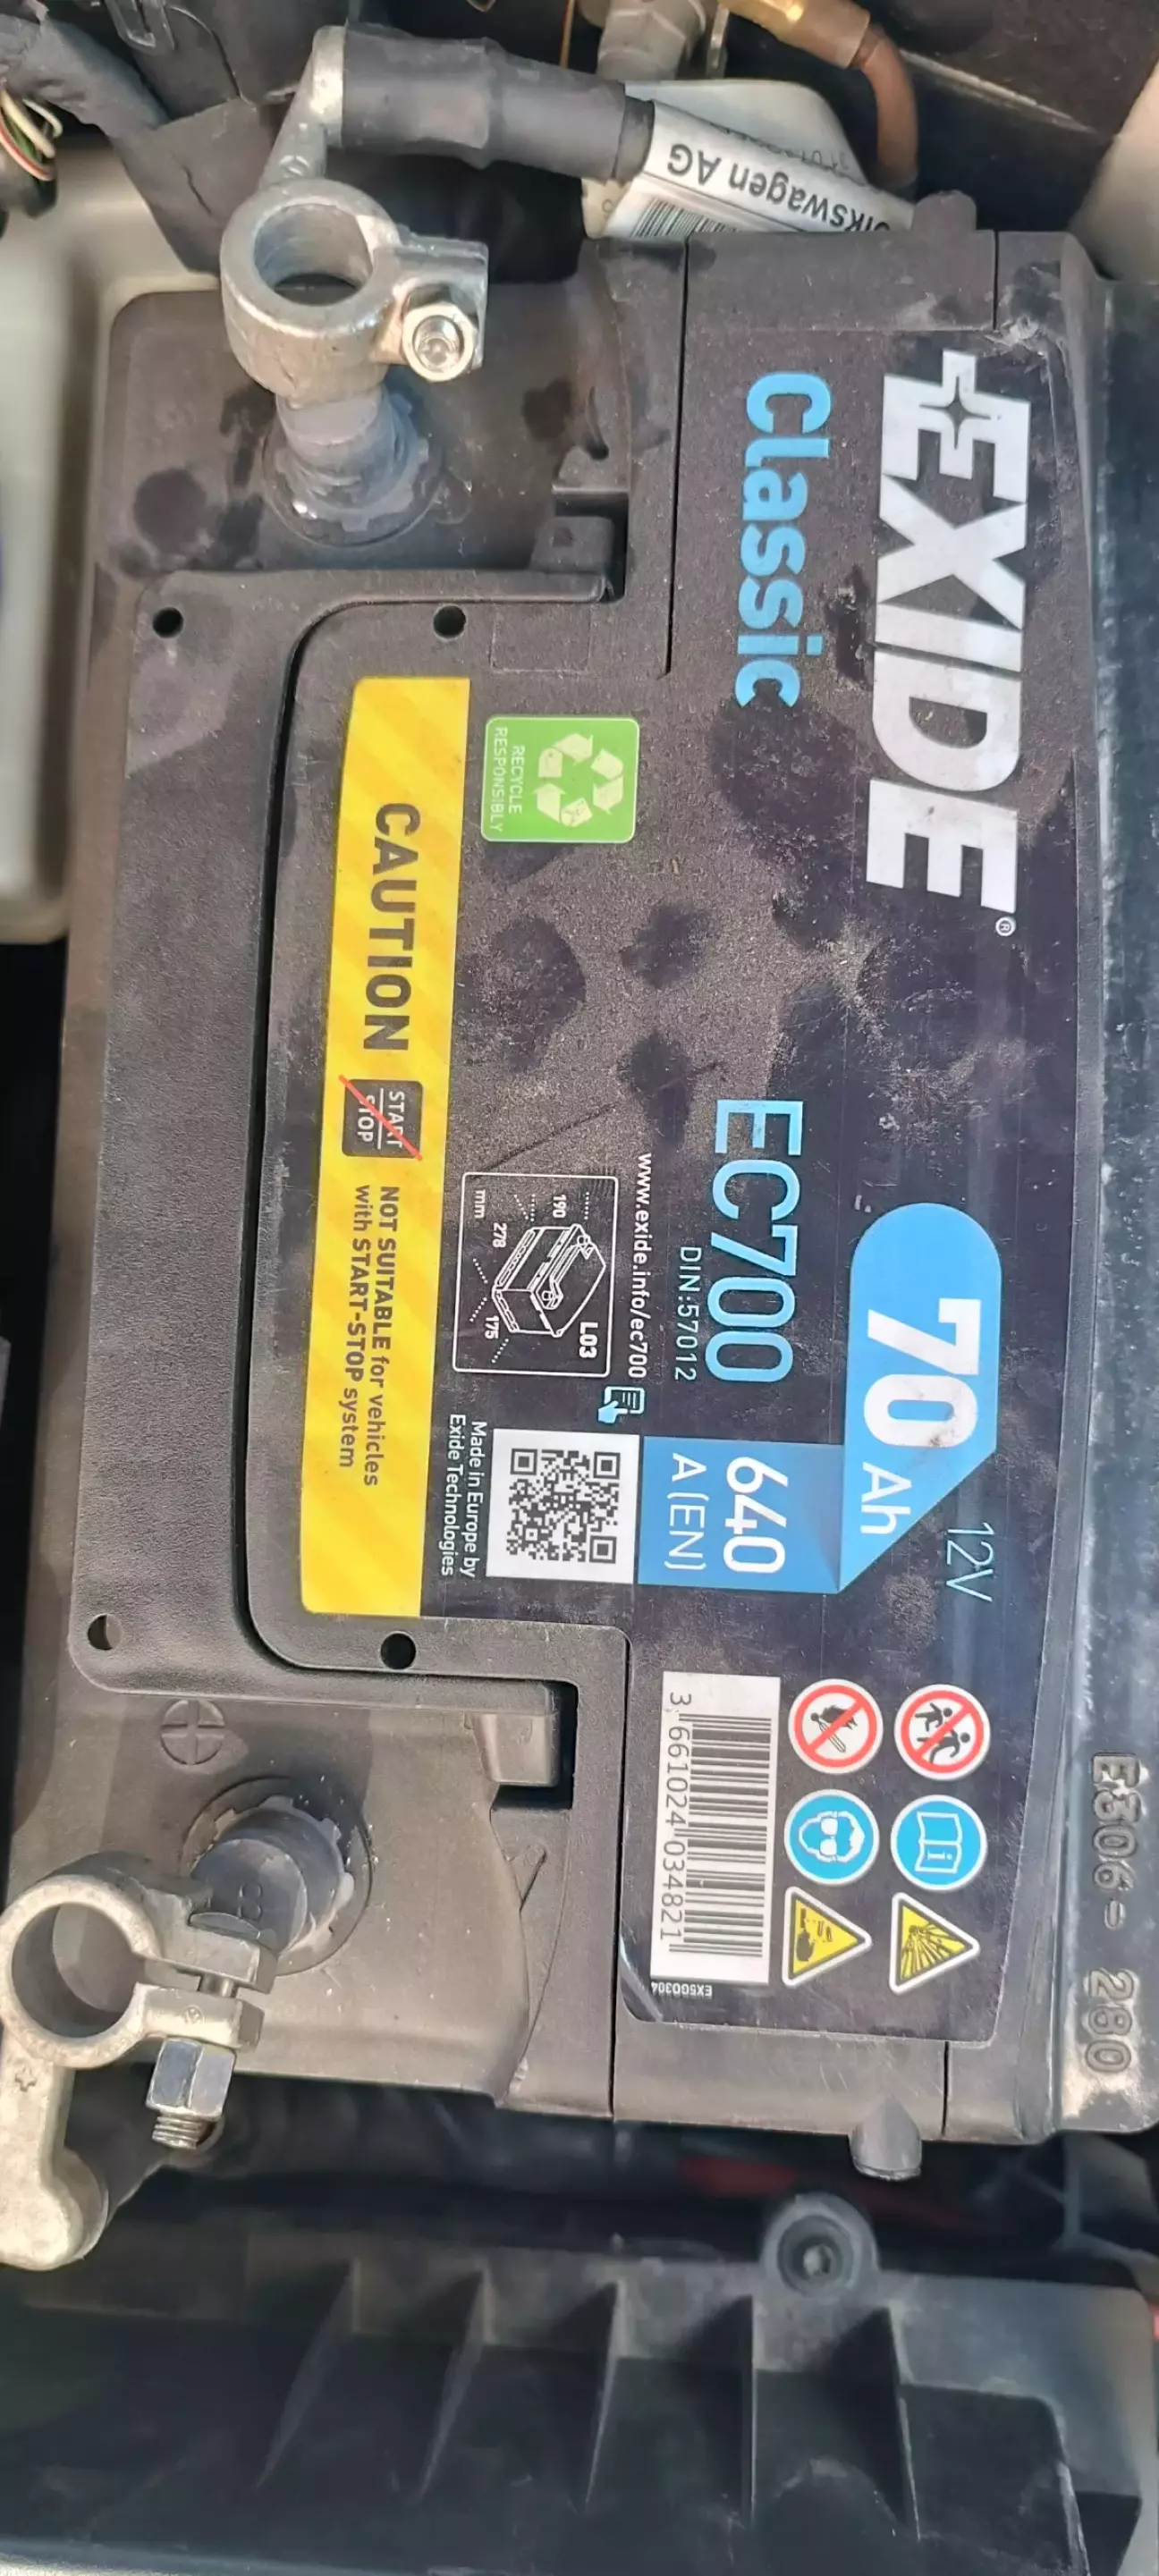 Volkswagen AG
EXIDE®
Classic
70 Ah
12V
EC700
DIN:57012
640
A (EN)
www.exide.info/ec700
L03
190
278
175
mm
RECYCLE
RESPONSIBLY
Made in Europe by
Exide Technologies
CAUTION
START
STOP
NOT SUITABLE for vehicles
with START-STOP system
3 661024 034821
EX5GO304
E306- 280